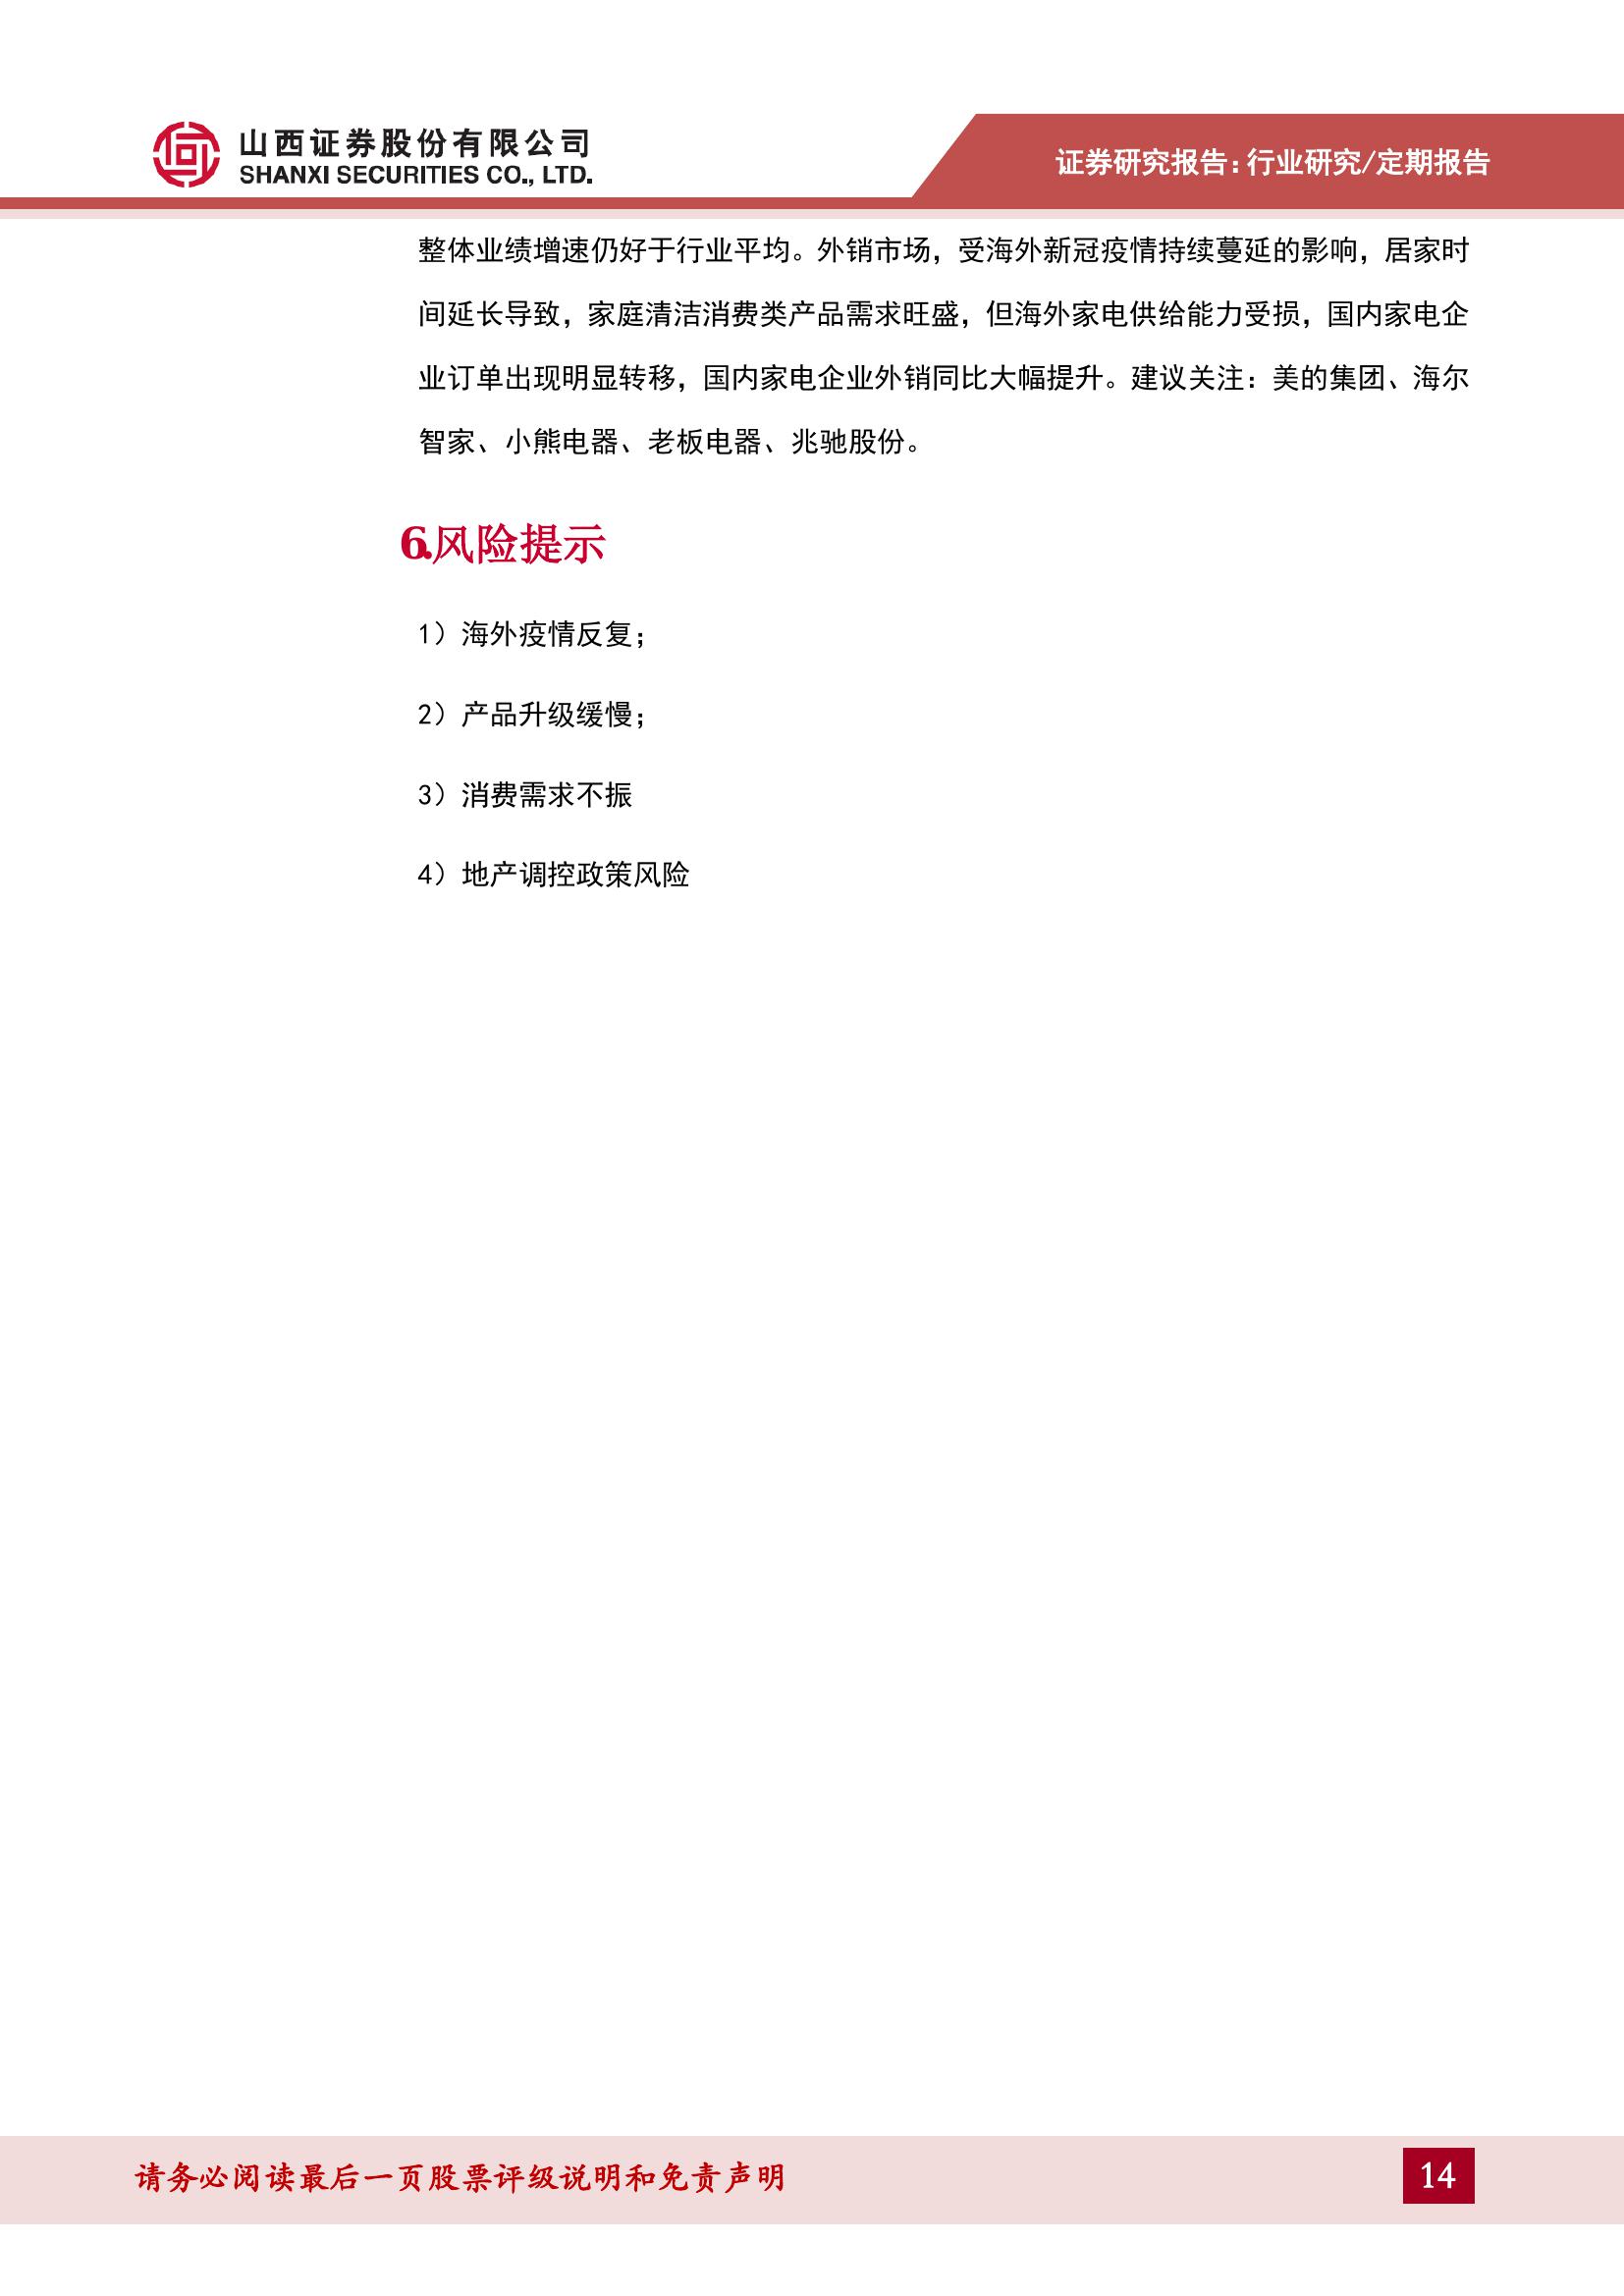 山西证券股份有限公司
SHANXI SECURITIES CO., LTD.
证券研究报告：行业研究/定期报告
整体业绩增速仍好于行业平均。外销市场，受海外新冠疫情持续蔓延的影响，居家时
间延长导致，家庭清洁消费类产品需求旺盛，但海外家电供给能力受损，国内家电企
业订单出现明显转移，国内家电企业外销同比大幅提升。建议关注：美的集团、海尔
智家、小熊电器、老板电器、兆驰股份。
6.风险提示
1）海外疫情反复；
2）产品升级缓慢；
3）消费需求不振
4）地产调控政策风险
请务必阅读最后一页股票评级说明和免责声明
14